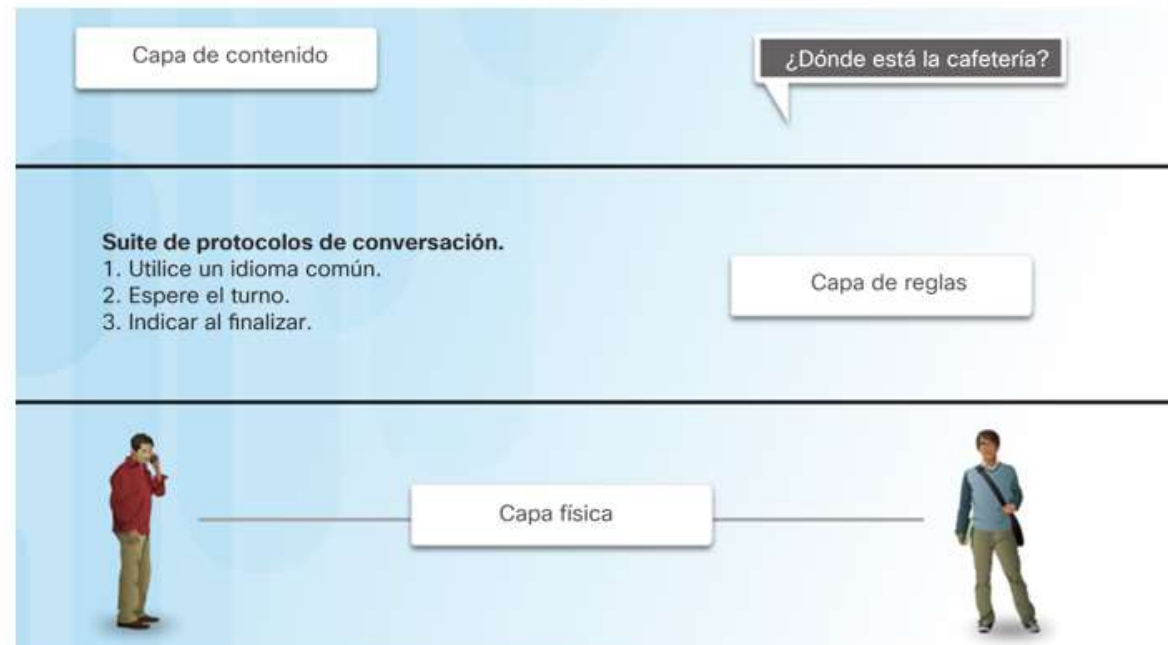 Capa de contenido
¿Dónde está la cafetería?
Suite de protocolos de conversación.
1. Utilice un idioma común.
2. Espere el turno.
3. Indicar al finalizar.
Capa de reglas
Capa física